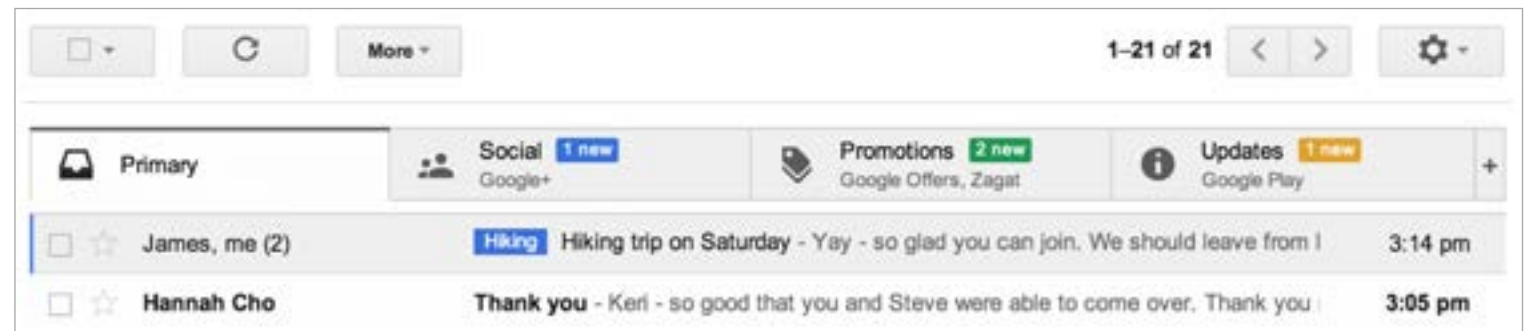 More
1–21 of 21
Primary
Social 1 new
Google+
Promotions 2 new
Google Offers, Zagat
Updates 1 new
Google Play
+
James, me (2) Hiking Hiking trip on Saturday - Yay - so glad you can join. We should leave from 3:14 pm
Hannah Cho Thank you - Keri - so good that you and Steve were able to come over. Thank you 3:05 pm